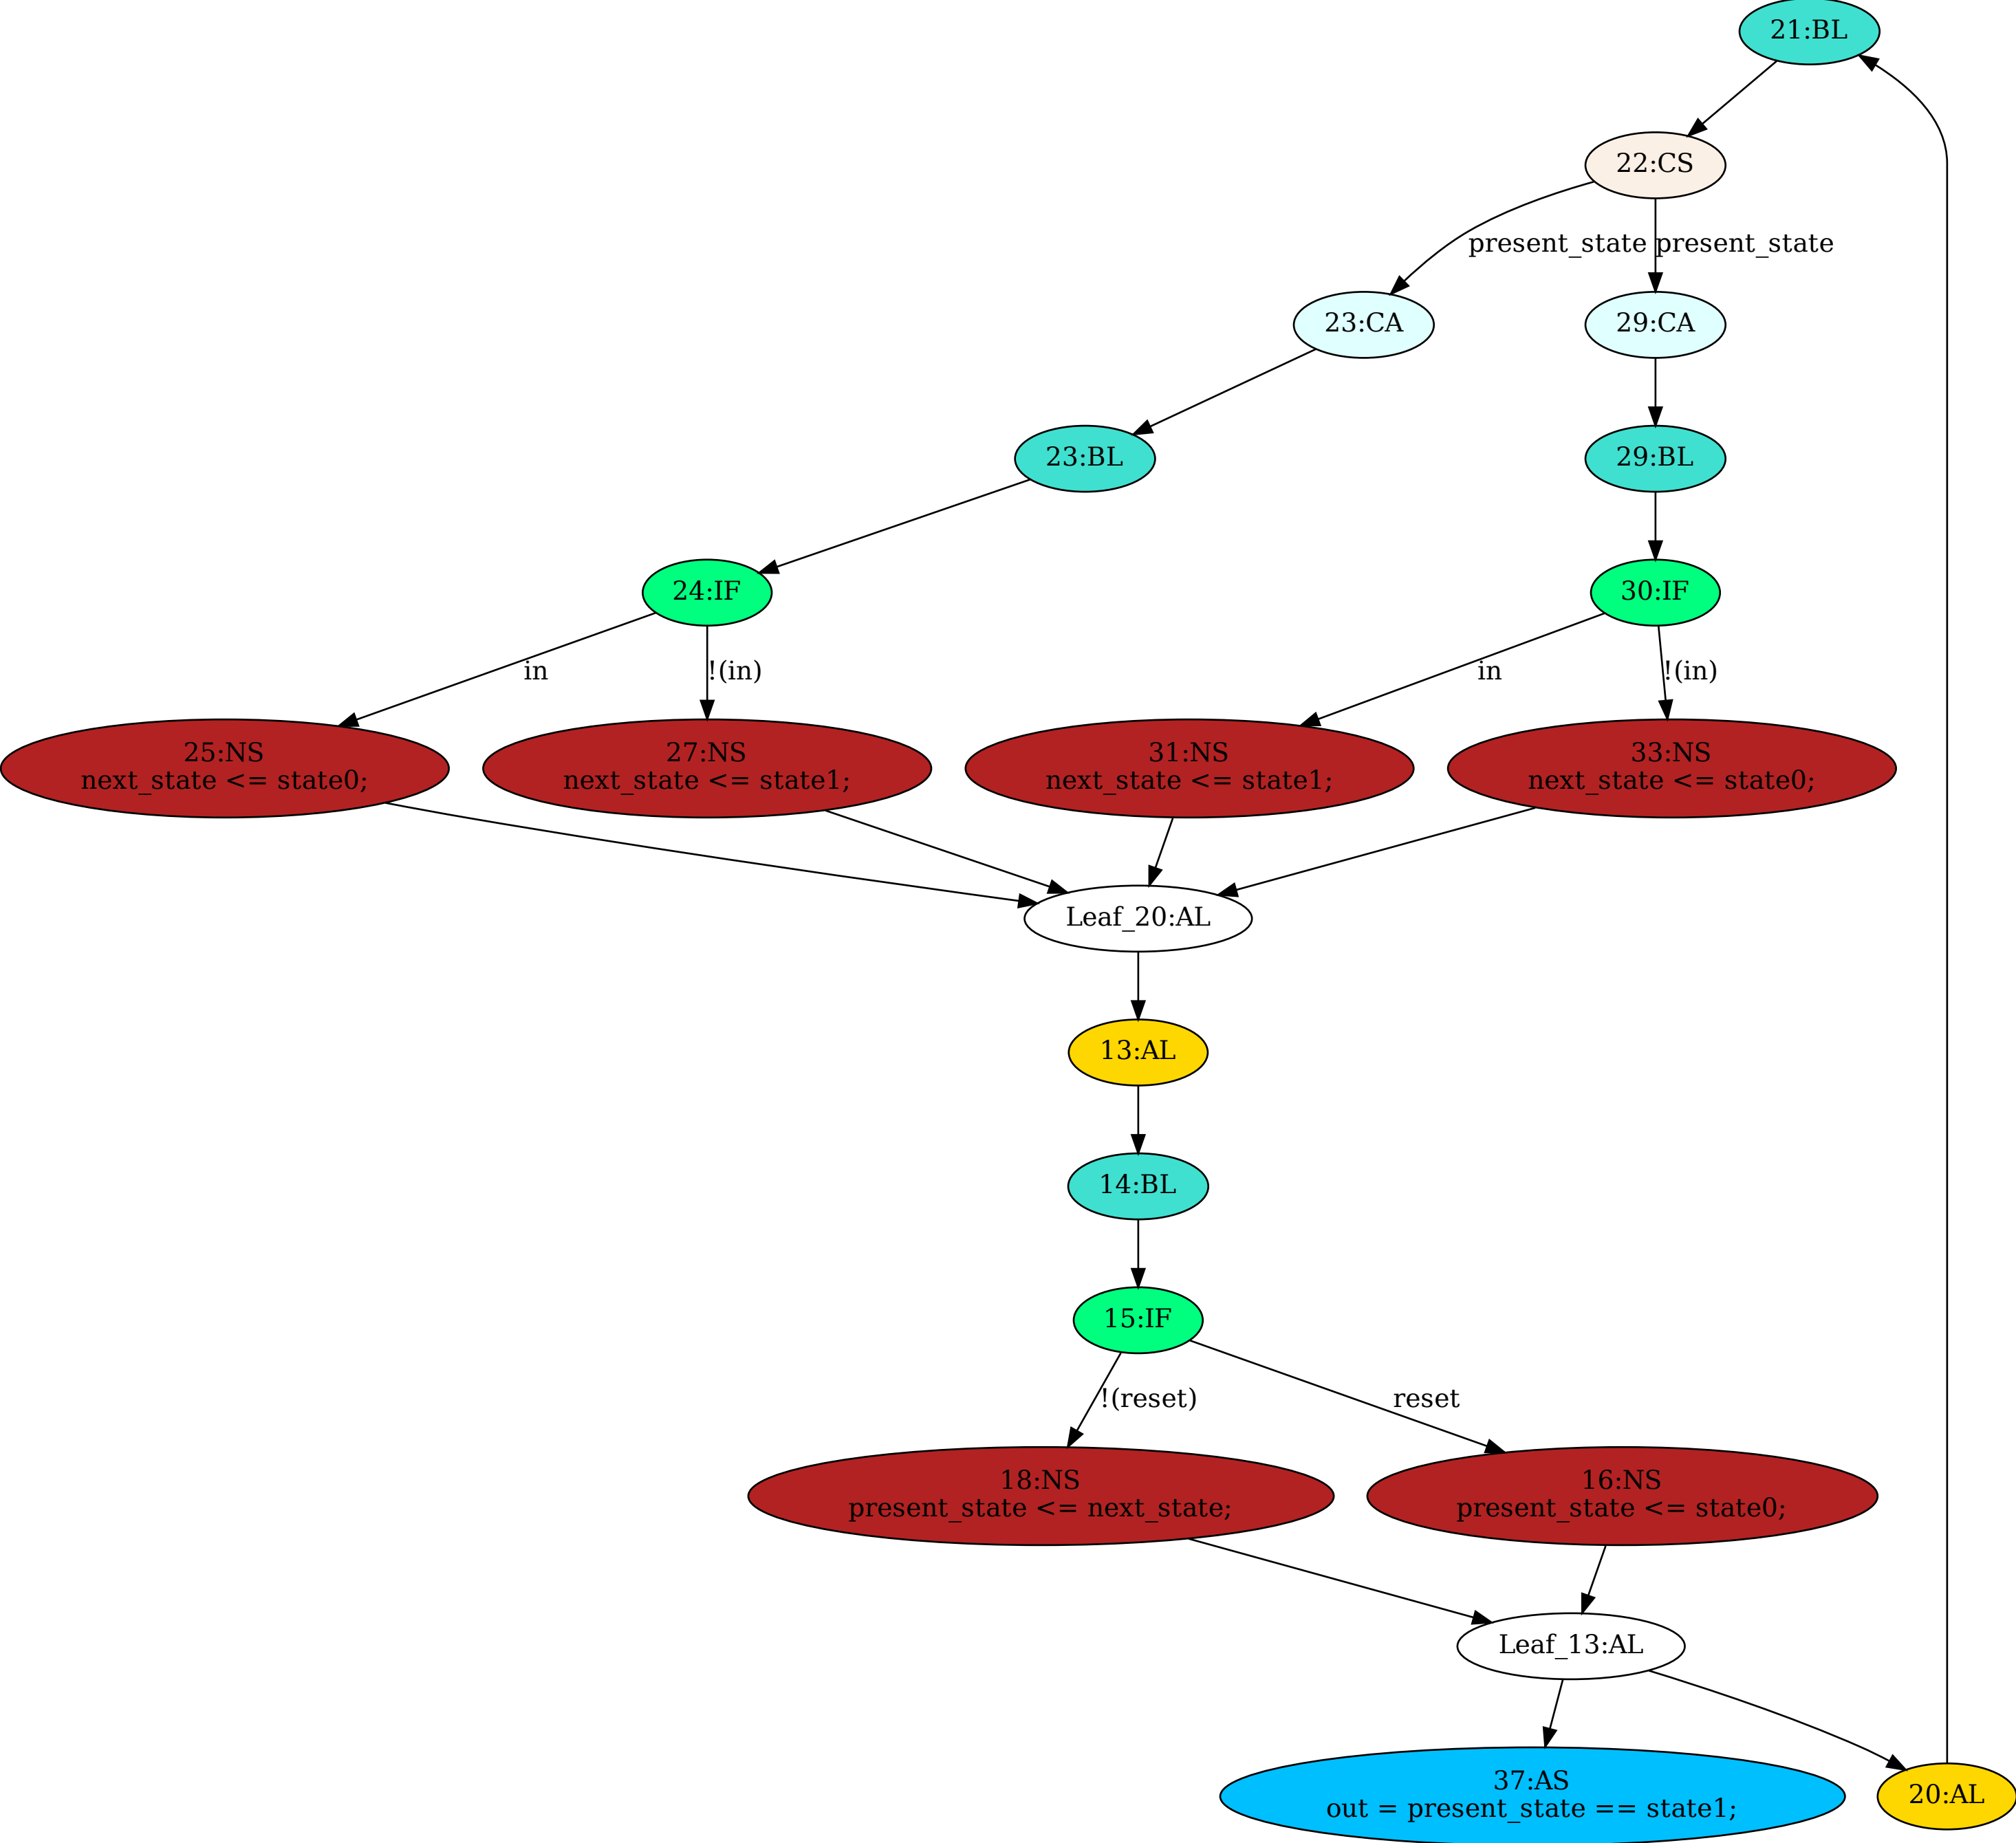 21:BL
22:CS
present_state
present_state
23:CA
29:CA
23:BL
29:BL
24:IF
30:IF
in
!(in)
in
!(in)
25:NS
next_state <= state0;
27:NS
next_state <= state1;
31:NS
next_state <= state1;
33:NS
next_state <= state0;
Leaf_20:AL
13:AL
14:BL
15:IF
!(reset)
reset
18:NS
present_state <= next_state;
16:NS
present_state <= state0;
Leaf_13:AL
37:AS
out = present_state == state1;
20:AL